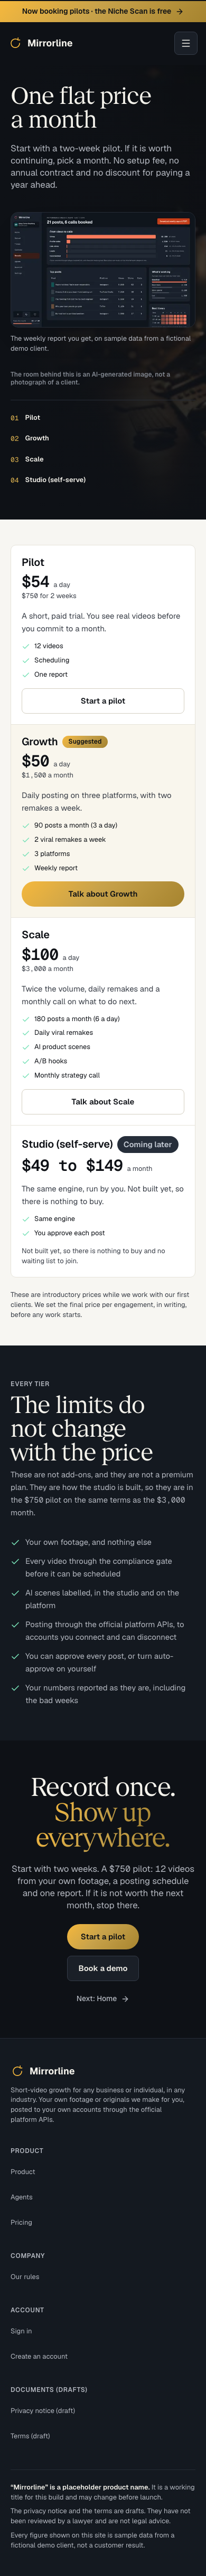 Now booking pilots · the Niche Scan is free →
Mirrorline
One flat price
a month
Start with a two-week pilot. If it is worth
continuing, pick a month. No setup fee, no
annual contract and no discount for paying a
year ahead.
21 posts, 6 calls booked
The weekly report you get, on sample data from a fictional
demo client.
The room behind this is an AI-generated image, not a
photograph of a client.
01 Pilot
02 Growth
03 Scale
04 Studio (self-serve)
Pilot
$54 a day
$750 for 2 weeks
A short, paid trial. You see real videos before
you commit to a month.
12 videos
Scheduling
One report
Start a pilot
Growth Suggested
$50 a day
$1,500 a month
Daily posting on three platforms, with two
remakes a week.
90 posts a month (3 a day)
2 viral remakes a week
3 platforms
Weekly report
Talk about Growth
Scale
$100 a day
$3,000 a month
Twice the volume, daily remakes and a
monthly call on what to do next.
180 posts a month (6 a day)
Daily viral remakes
AI product scenes
A/B hooks
Monthly strategy call
Talk about Scale
Studio (self-serve) Coming later
$49 to $149 a month
The same engine, run by you. Not built yet, so
there is nothing to buy.
Same engine
You approve each post
Not built yet, so there is nothing to buy and no
waiting list to join.
These are introductory prices while we work with our first
clients. We set the final price per engagement, in writing,
before any work starts.
EVERY TIER
The limits do
not change
with the price
These are not add-ons, and they are not a premium
plan. They are how the studio is built, so they are in
the $750 pilot on the same terms as the $3,000
month.
Your own footage, and nothing else
Every video through the compliance gate
before it can be scheduled
AI scenes labelled, in the studio and on the
platform
Posting through the official platform APIs, to
accounts you connect and can disconnect
You can approve every post, or turn auto-
approve on yourself
Your numbers reported as they are, including
the bad weeks
Record once.
Show up
everywhere.
Start with two weeks. A $750 pilot: 12 videos
from your own footage, a posting schedule
and one report. If it is not worth the next
month, stop there.
Start a pilot
Book a demo
Next: Home →
Mirrorline
Short-video growth for any business or individual, in any
industry. Your own footage or originals we make for you,
posted to your own accounts through the official
platform APIs.
PRODUCT
Product
Agents
Pricing
COMPANY
Our rules
ACCOUNT
Sign in
Create an account
DOCUMENTS (DRAFTS)
Privacy notice (draft)
Terms (draft)
"Mirrorline" is a placeholder product name. It is a working
title for this build and may change before launch.
The privacy notice and the terms are drafts. They have not
been reviewed by a lawyer and are not legal advice.
Every figure shown on this site is sample data from a
fictional demo client, not a customer result.